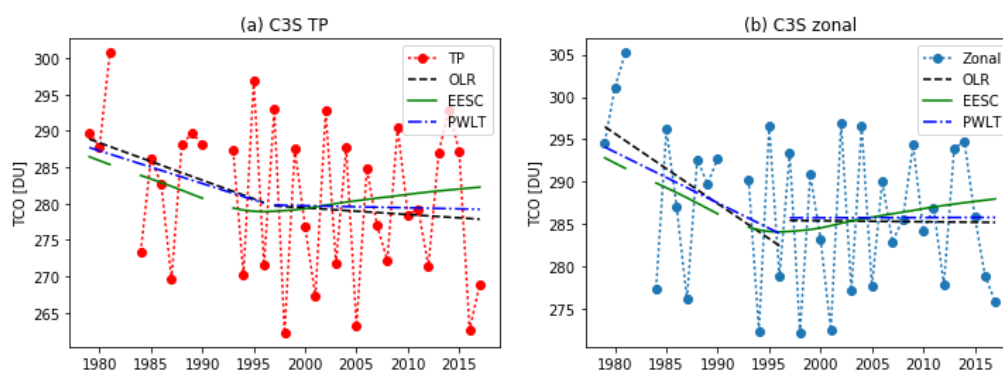 (a) C3S TP
TCO [DU]
300
295
290
285
280
275
270
265
TP
OLR
EESC
PWLT
1980 1985 1990 1995 2000 2005 2010 2015
(b) C3S zonal
TCO [DU]
305
300
295
290
285
280
275
Zonal
OLR
EESC
PWLT
1980 1985 1990 1995 2000 2005 2010 2015